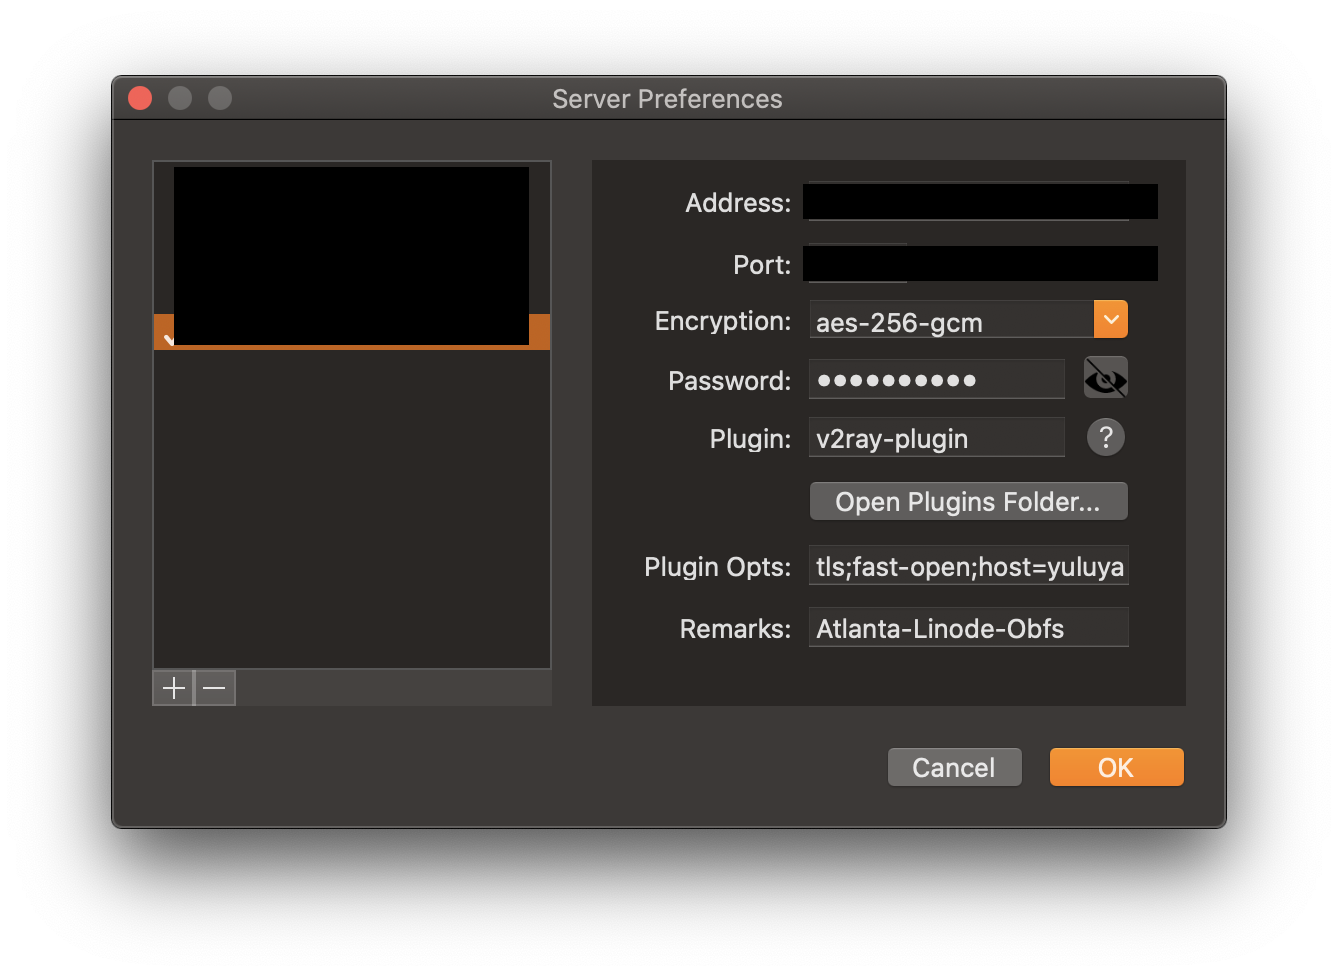 Server Preferences
Address:
Port:
Encryption: aes-256-gcm
Password: ●●●●●●●●●●
Plugin: v2ray-plugin
?
Open Plugins Folder...
Plugin Opts: tls;fast-open;host=yuluya
Remarks: Atlanta-Linode-Obfs
Cancel
OK